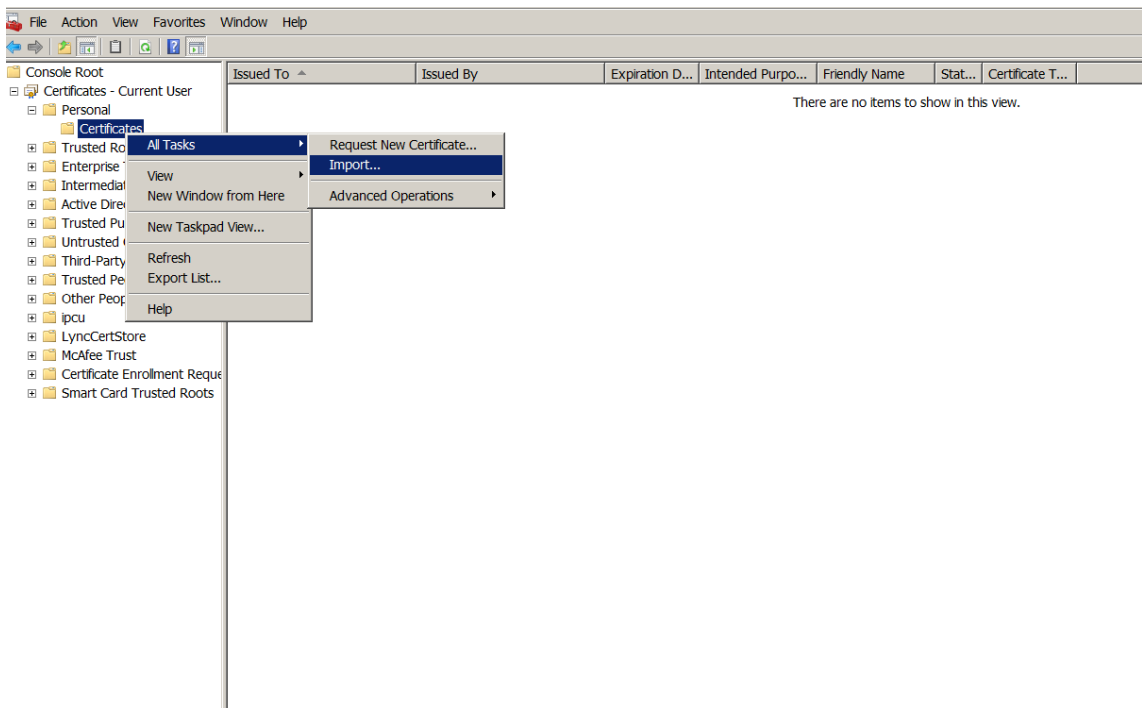 File Action View Favorites Window Help
Console Root
Certificates - Current User
Personal
Certificates
Trusted Ro
Enterprise
Intermediat
Active Dire
Trusted Pu
Untrusted
Third-Party
Trusted Pe
Other Peop
ipcu
LyncCertStore
McAfee Trust
Certificate Enrollment Reque
Smart Card Trusted Roots
All Tasks
View
New Window from Here
New Taskpad View...
Refresh
Export List...
Help
Request New Certificate...
Import...
Advanced Operations
Issued To Issued By Expiration D... Intended Purpo... Friendly Name Stat... Certificate T...
There are no items to show in this view.